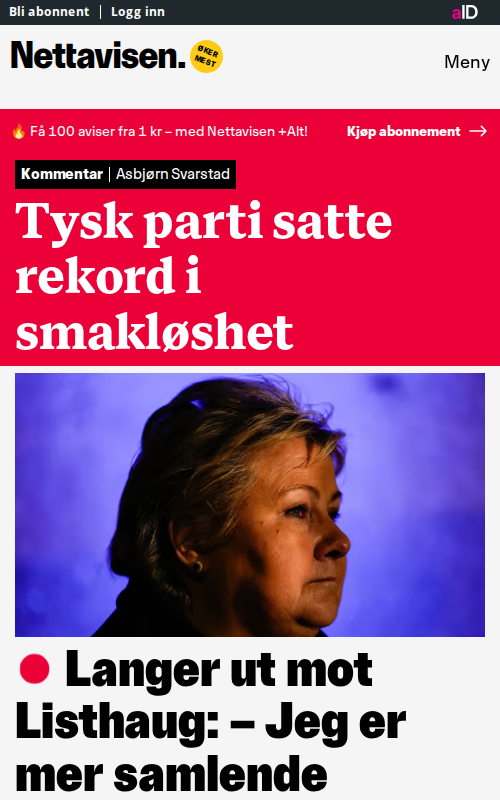 Bli abonnent | Logg inn
aID
Nettavisen.
ØKER
MEST
Meny
🔥 Få 100 aviser fra 1 kr – med Nettavisen +Alt!
Kjøp abonnement →
Kommentar | Asbjørn Svarstad
Tysk parti satte
rekord i
smakløshet
Langer ut mot
Listhaug: – Jeg er
mer samlende